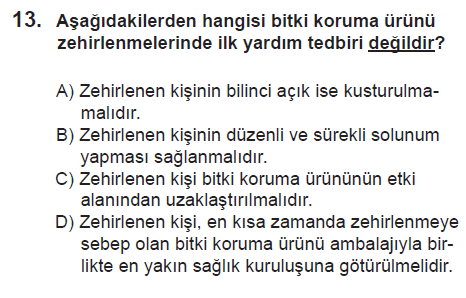 13. Aşağıdakilerden hangisi bitki koruma ürünü
zehirlenmelerinde ilk yardım tedbiri değildir?
A) Zehirlenen kişinin bilinci açık ise kusturulma-
malıdır.
B) Zehirlenen kişinin düzenli ve sürekli solunum
yapması sağlanmalıdır.
C) Zehirlenen kişi bitki koruma ürününün etki
alanından uzaklaştırılmalıdır.
D) Zehirlenen kişi, en kısa zamanda zehirlenmeye
sebep olan bitki koruma ürünü ambalajıyla bir-
likte en yakın sağlık kuruluşuna götürülmelidir.